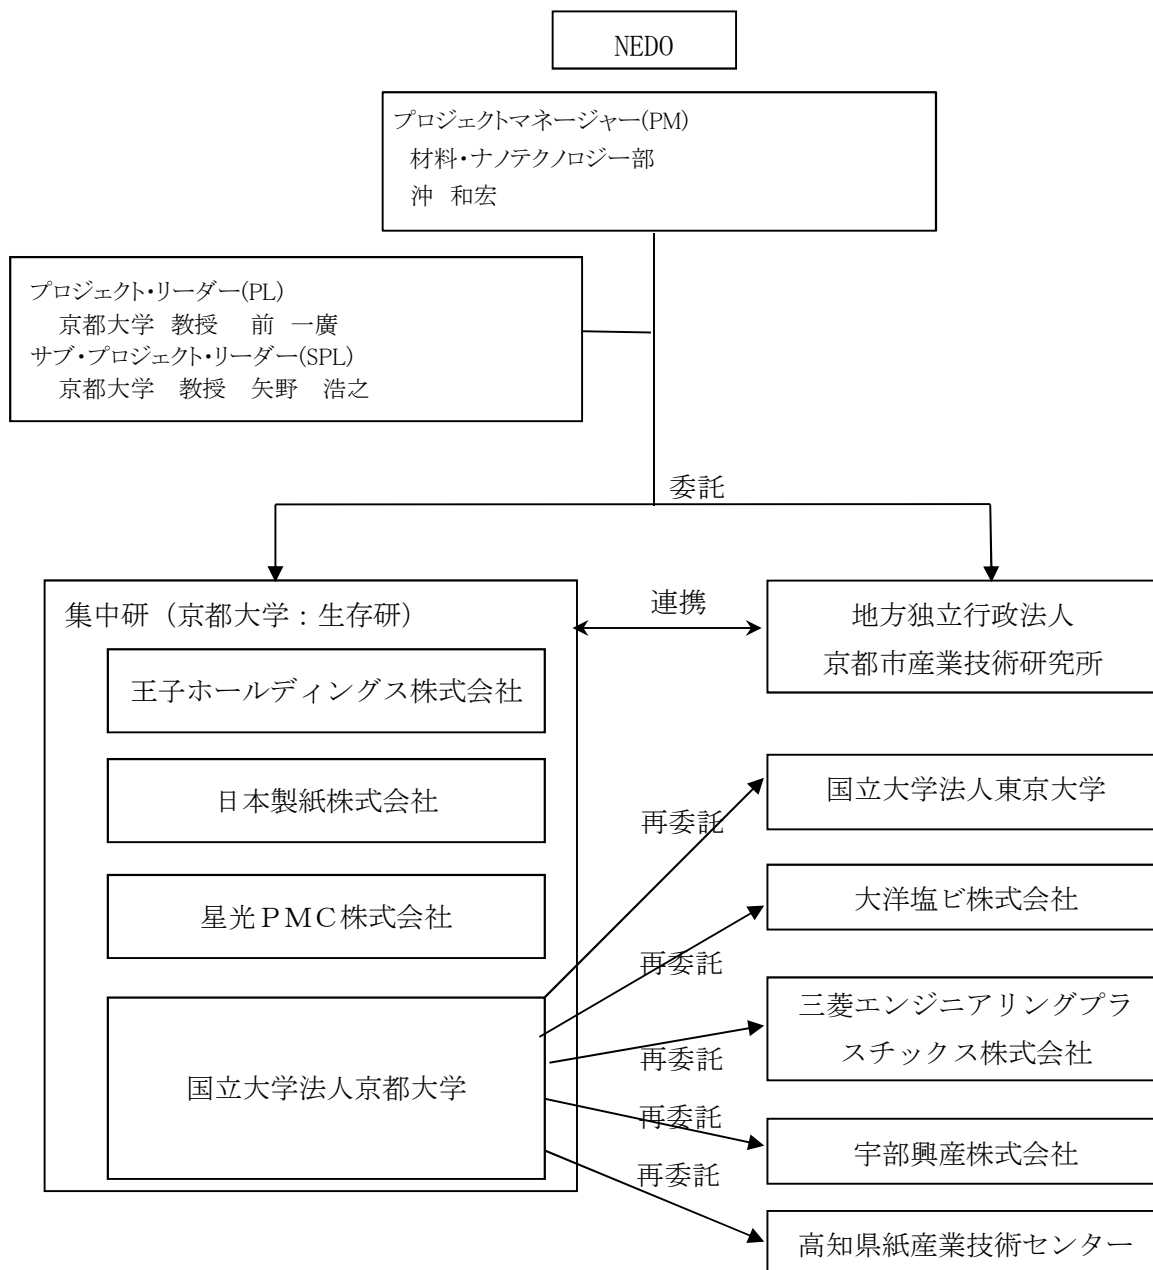 NEDO
プロジェクトマネージャー(PM)
材料・ナノテクノロジー部
沖 和宏
プロジェクト・リーダー(PL)
京都大学 教授 前 一廣
サブ・プロジェクト・リーダー(SPL)
京都大学 教授 矢野 浩之
委託
集中研（京都大学：生存研）
連携
地方独立行政法人
京都市産業技術研究所
王子ホールディングス株式会社
日本製紙株式会社
星光ＰＭＣ株式会社
国立大学法人京都大学
再委託
国立大学法人東京大学
再委託
大洋塩ビ株式会社
再委託
三菱エンジニアリングプラ
スチックス株式会社
再委託
宇部興産株式会社
再委託
高知県紙産業技術センター